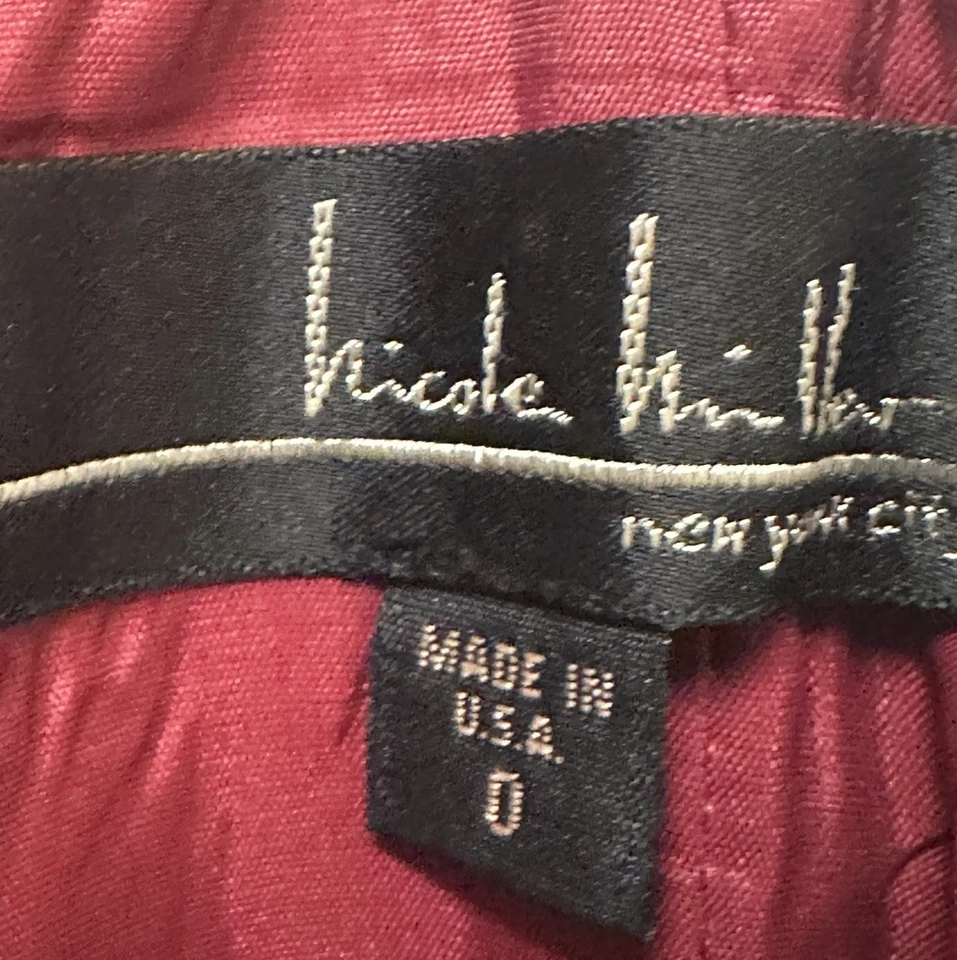 nicole miller
new york city
MADE IN
U.S.A.
0